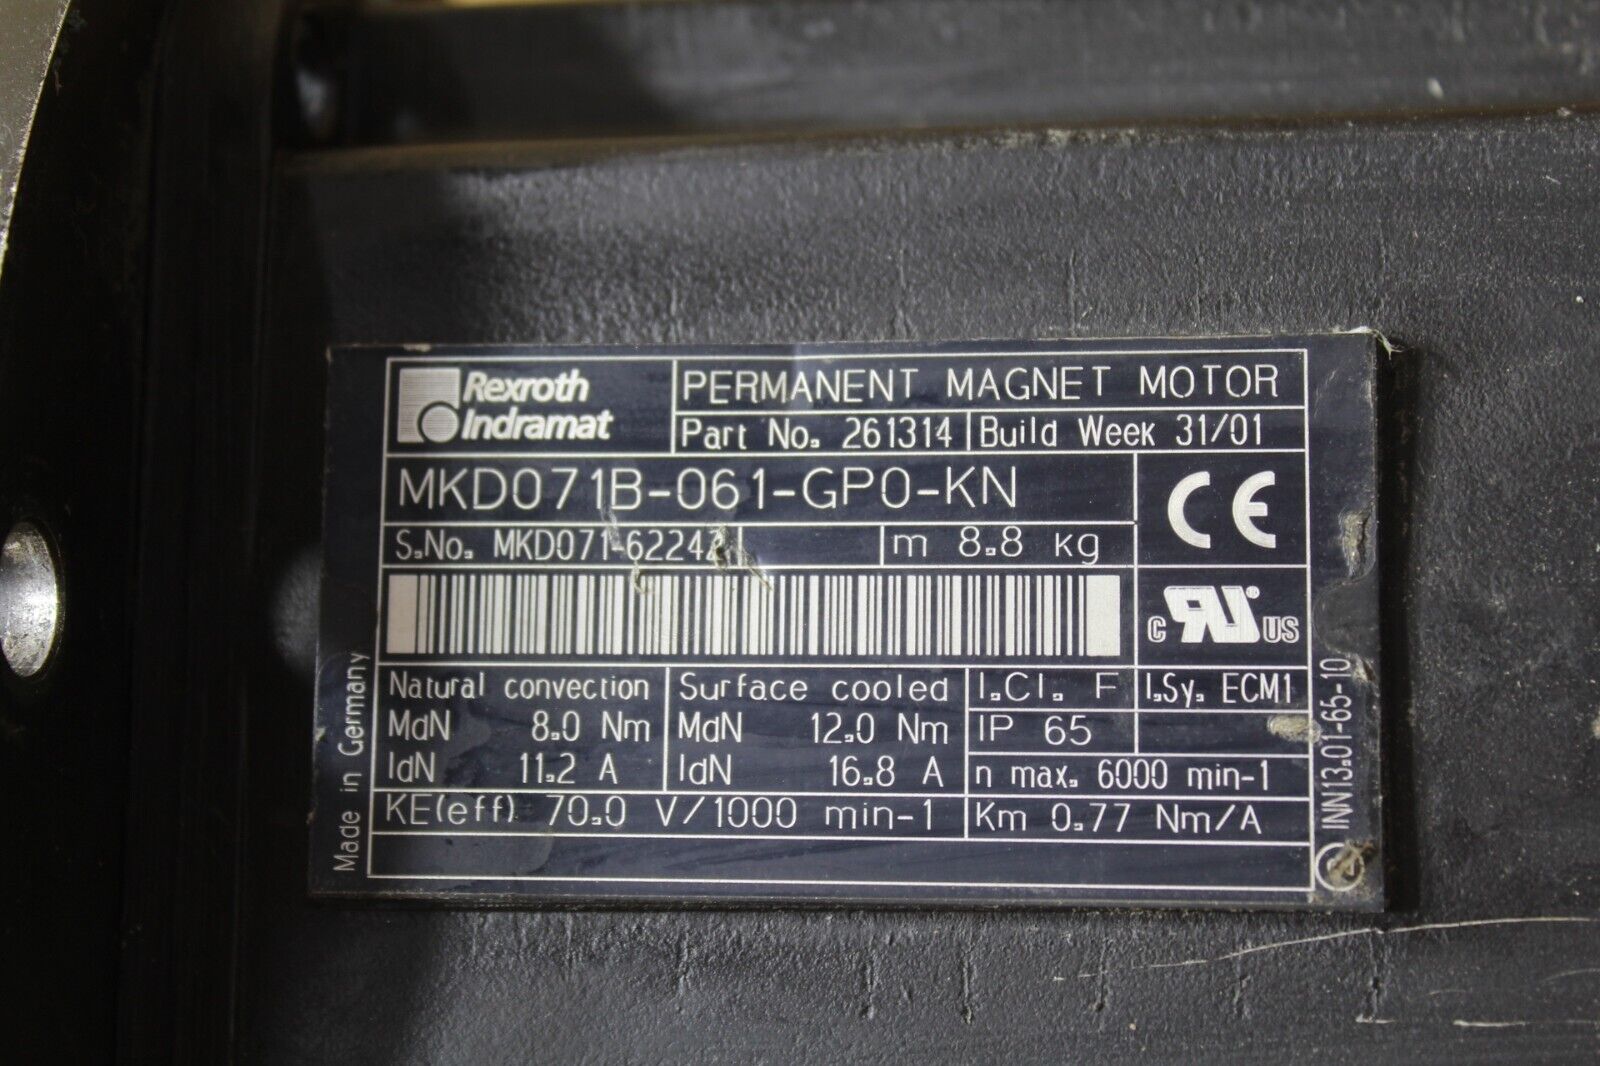 Rexroth
Indramat
PERMANENT MAGNET MOTOR
Part No. 261314 Build Week 31/01
MKD071B-061-GP0-KN
CE
S.No. MKD071-6224
m 8.8 kg
c RU® US
Natural convection
MdN 8.0 Nm
IdN 11.2 A
Surface cooled
MdN 12.0 Nm
IdN 16.8 A
I.Cl. F
I.Sy. ECM1
IP 65
n max. 6000 min-1
KE(eff) 70.0 V/1000 min-1
Km 0.77 Nm/A
Made in Germany
INN13.01-65-10